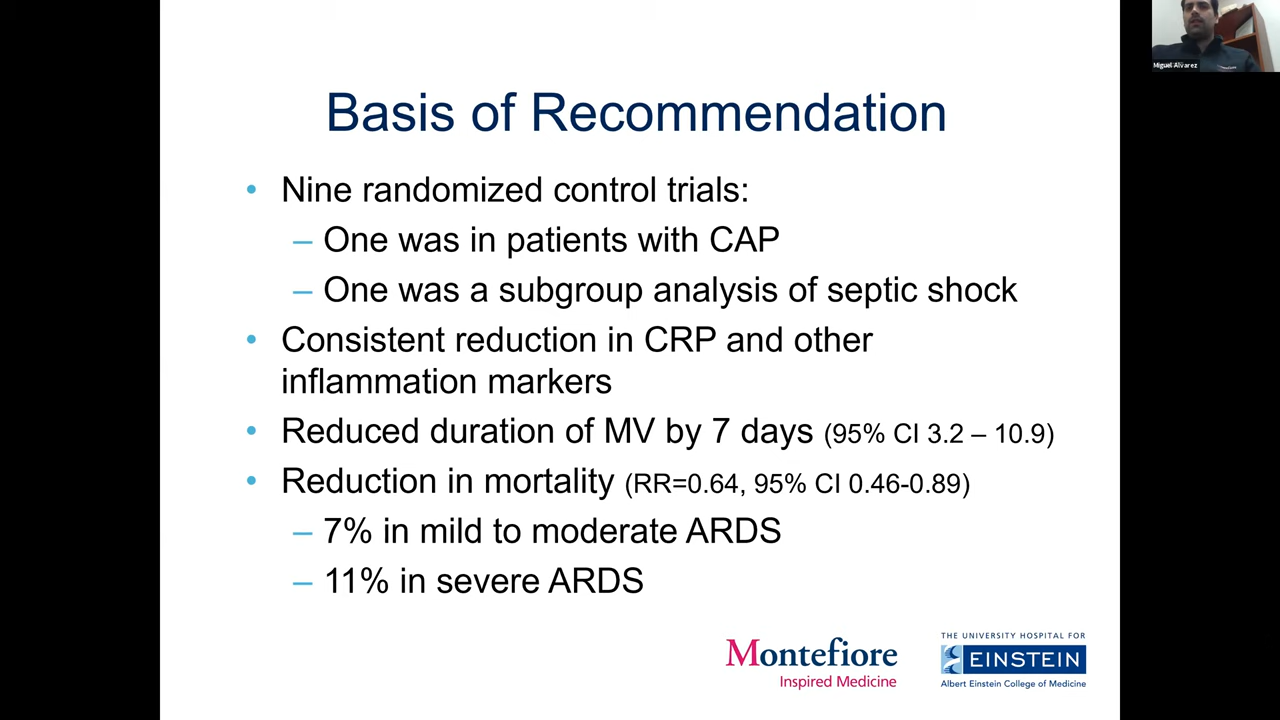 Miguel Alvarez
Basis of Recommendation
• Nine randomized control trials:
– One was in patients with CAP
– One was a subgroup analysis of septic shock
• Consistent reduction in CRP and other
inflammation markers
• Reduced duration of MV by 7 days (95% CI 3.2 – 10.9)
• Reduction in mortality (RR=0.64, 95% CI 0.46-0.89)
– 7% in mild to moderate ARDS
– 11% in severe ARDS
Montefiore
Inspired Medicine
THE UNIVERSITY HOSPITAL FOR
EINSTEIN
Albert Einstein College of Medicine